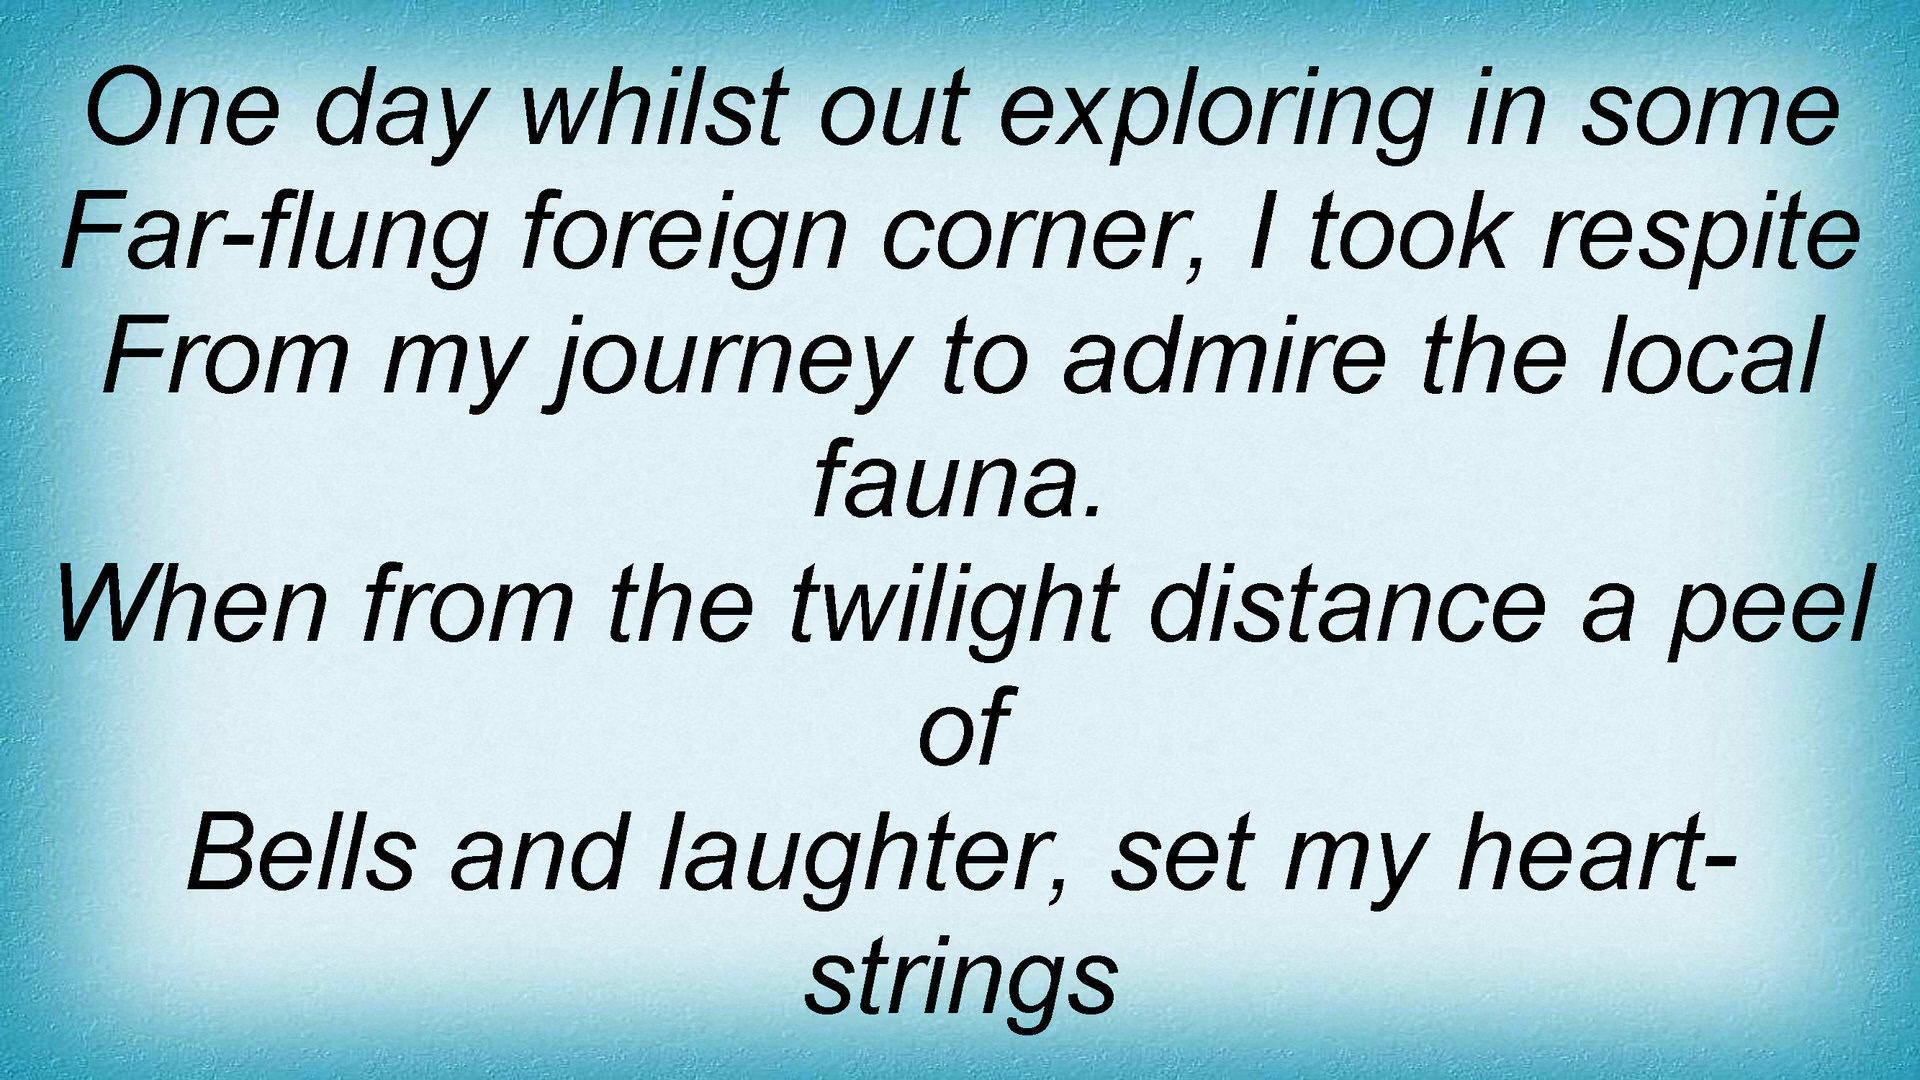 One day whilst out exploring in some
Far-flung foreign corner, I took respite
From my journey to admire the local
fauna.
When from the twilight distance a peel
of
Bells and laughter, set my heart-
strings